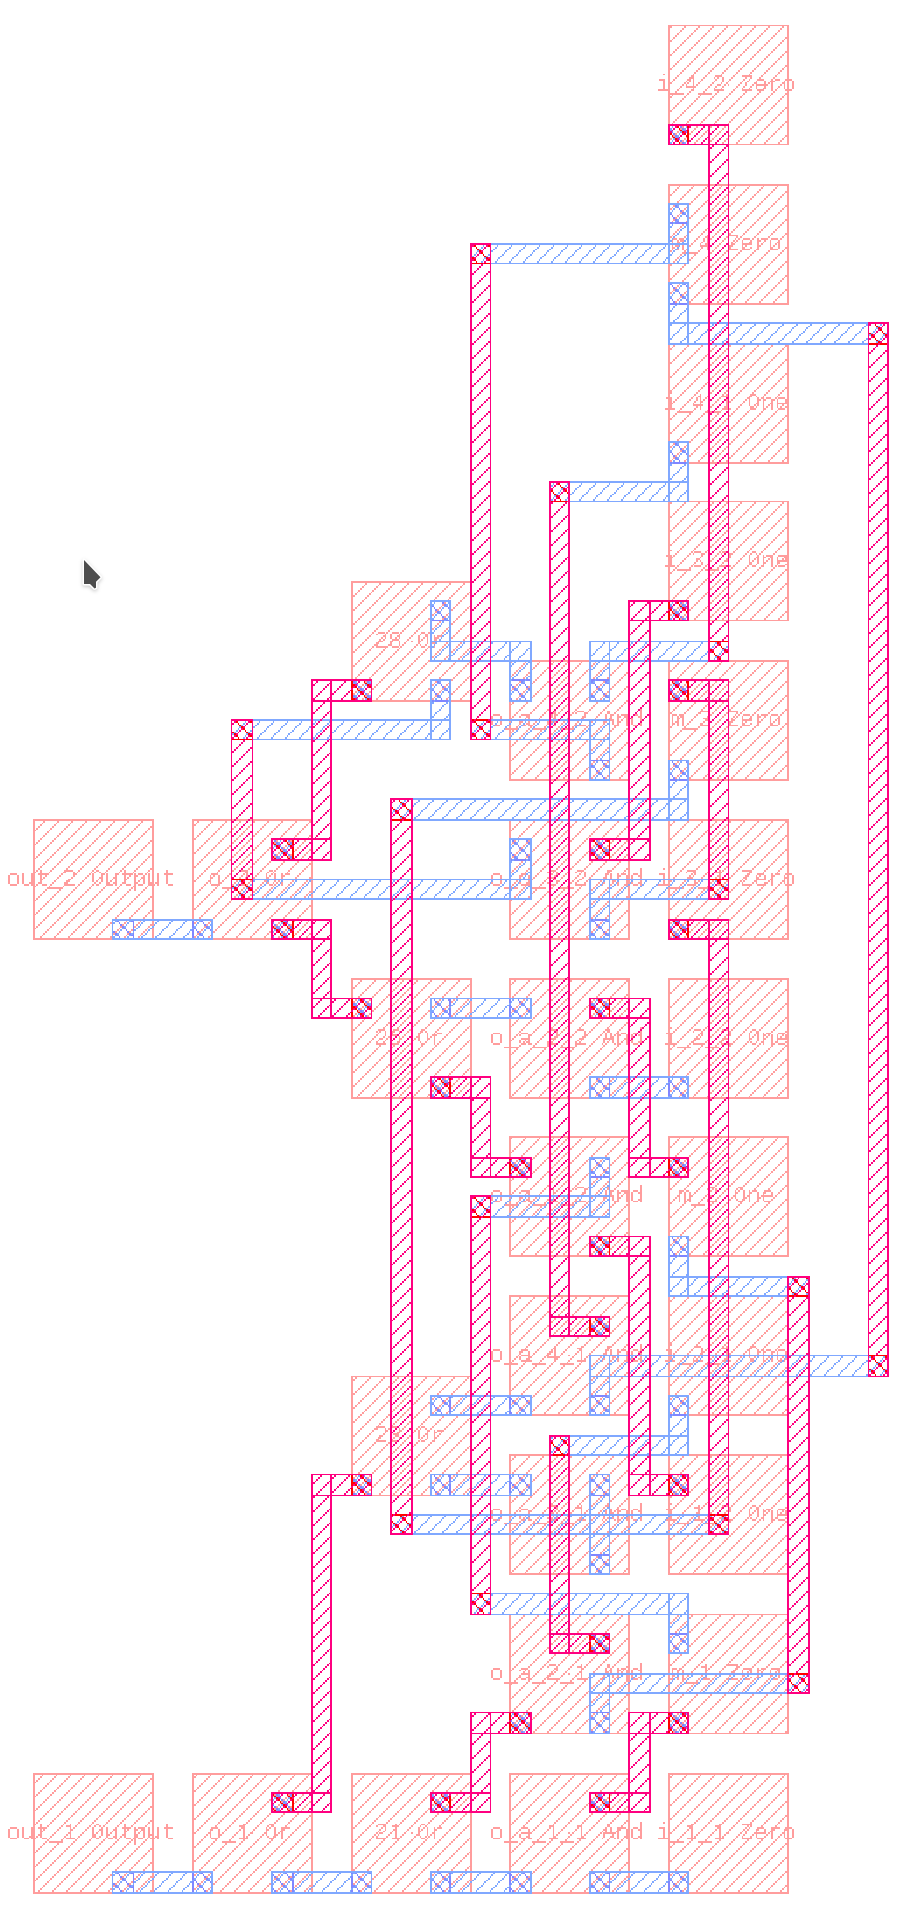 i_4_2 Zero
m_4 Zero
i_4_1 One
i_3_2 One
28 Or
o_a_4_2 And
m_3 Zero
out_2 Output
o_2 Or
o_a_3_2 And
i_3_1 Zero
25 Or
o_a_2_2 And
i_2_2 One
o_a_1_2 And
m_2 One
o_a_4_1 And
i_2_1 One
23 Or
o_a_3_1 And
i_1_2 One
o_a_2_1 And
m_1 Zero
out_1 Output
o_1 Or
21 Or
o_a_1_1 And
i_1_1 Zero